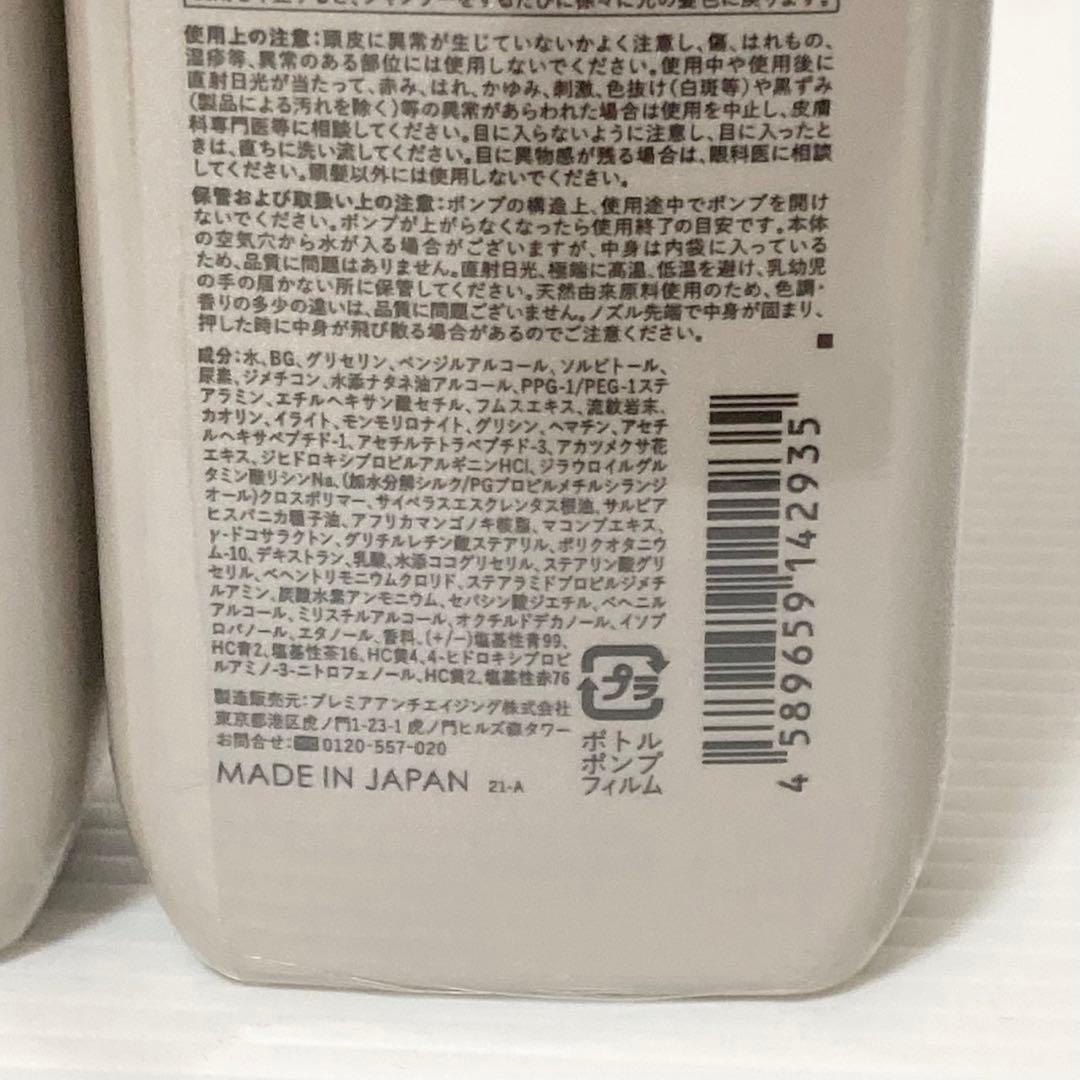 シャンプーをするたびに徐々に元の髪色に戻ります。
使用上の注意:頭皮に異常が生じていないかよく注意し、傷、はれもの、
湿疹等、異常のある部位には使用しないでください。使用中や使用後に
直射日光が当たって、赤み、はれ、かゆみ、刺激、色抜け(白斑等)や黒ずみ
(製品による汚れを除く)等の異常があらわれた場合は使用を中止し、皮膚
科専門医等に相談してください。目に入らないように注意し、目に入ったと
きは、直ちに洗い流してください。目に異物感が残る場合は、眼科医に相談
してください。頭髪以外には使用しないでください。
保管および取扱い上の注意:ポンプの構造上、使用途中でポンプを開け
ないでください。ポンプが上がらなくなったら使用終了の目安です。本体
の空気穴から水が入る場合がございますが、中身は内袋に入っている
ため、品質に問題はありません。直射日光、極端に高温、低温を避け、乳幼児
の手の届かない所に保管してください。天然由来原料使用のため、色調・
香りの多少の違いは、品質に問題ございません。ノズル先端で中身が固まり、
押した時に中身が飛び散る場合があるのでご注意ください。
成分:水、BG、グリセリン、ベンジルアルコール、ソルビトール、
尿素、ジメチコン、水添ナタネ油アルコール、PPG-1/PEG-1ステ
アラミン、エチルヘキサン酸セチル、フムスエキス、流紋岩末、
カオリン、イライト、モンモリロナイト、グリシン、ヘマチン、アセチ
ルヘキサペプチド-1、アセチルテトラペプチド-3、アカツメクサ花
エキス、ジヒドロキシプロピルアルギニンHCl、ジラウロイルグル
タミン酸リシンNa、(加水分解シルク/PGプロピルメチルシランジ
オール)クロスポリマー、サイペラスエスクレンタス根油、サルビア
ヒスパニカ種子油、アフリカマンゴノキ核脂、マコンブエキス、
γ-ドコサラクトン、グリチルレチン酸ステアリル、ポリクオタニウ
ム-10、デキストラン、乳酸、水添ココグリセリル、ステアリン酸グリ
セリル、ベヘントリモニウムクロリド、ステアラミドプロピルジメチ
ルアミン、炭酸水素アンモニウム、セバシン酸ジエチル、ベヘニル
アルコール、ミリスチルアルコール、オクチルドデカノール、イソプ
ロパノール、エタノール、香料、(+/-)塩基性青99、
HC青2、塩基性茶16、HC黄4、4-ヒドロキシプロピ
ルアミノ-3-ニトロフェノール、HC黄2、塩基性赤76
製造販売元:プレミアアンチエイジング株式会社
東京都港区虎ノ門1-23-1 虎ノ門ヒルズ森タワー
お問合せ:0120-557-020
MADE IN JAPAN 21-A
プラ
ボトル
ポンプ
フィルム
4589659142935